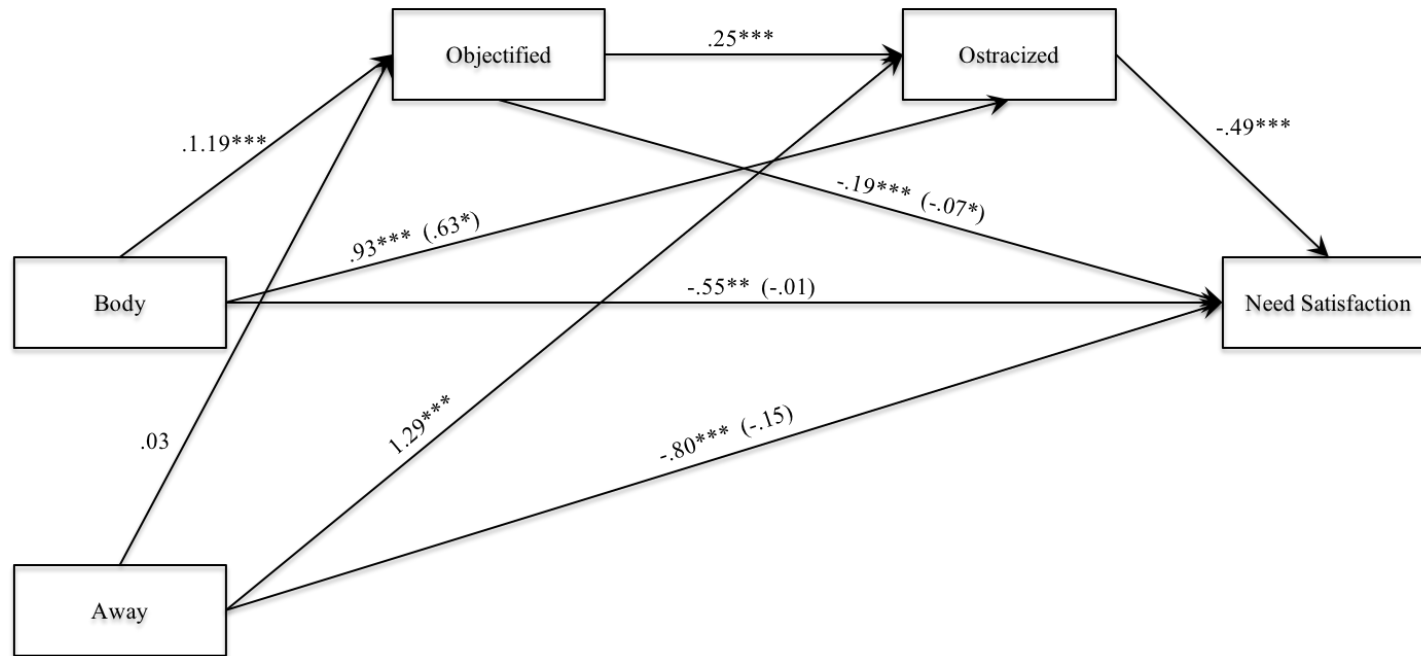 Objectified
.25***
Ostracized
.1.19***
-.49***
-.19*** (-.07*)
.93*** (.63*)
Body
-.55** (-.01)
Need Satisfaction
.03
1.29***
-.80*** (-.15)
Away